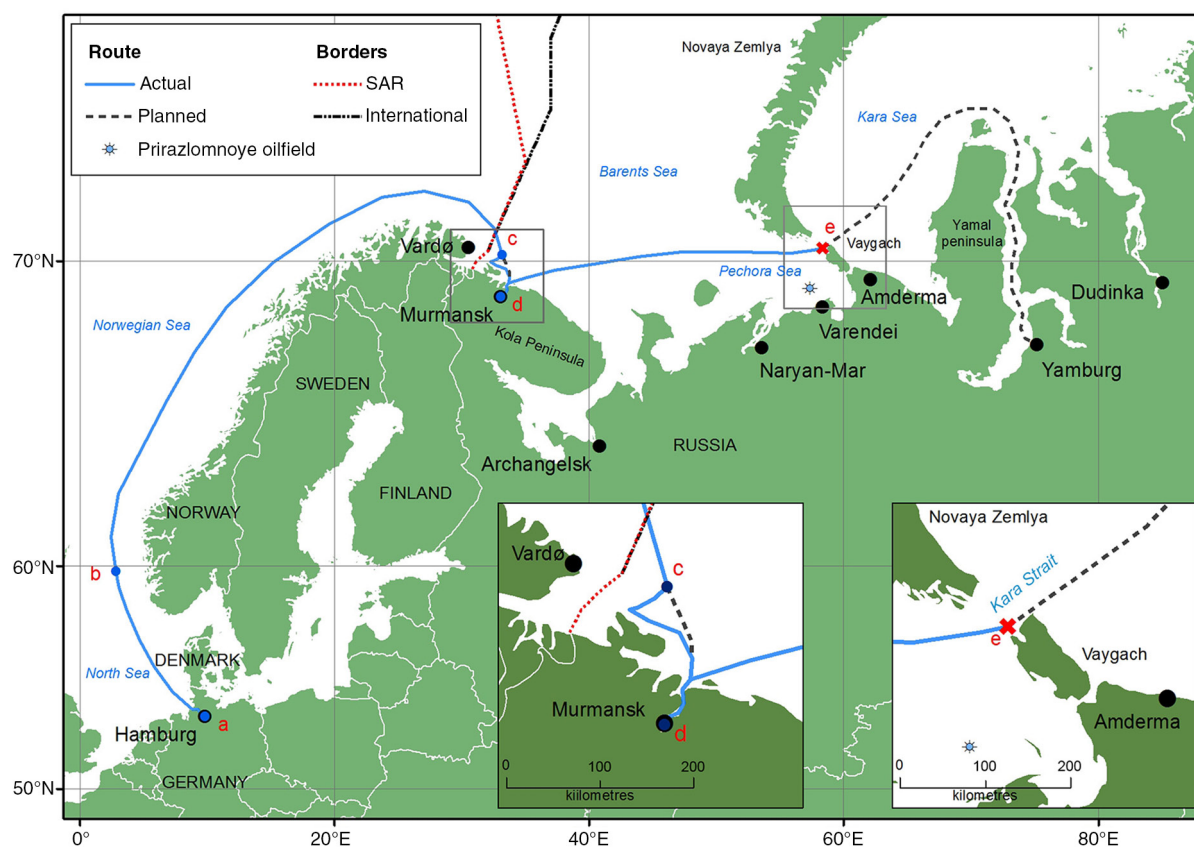 Route
Borders
Actual
SAR
Planned
International
Prirazlomnoye oilfield
Novaya Zemlya
Kara Sea
Barents Sea
c
e
Vardø
Vaygach
Yamal
peninsula
70°N
Pechora Sea
Murmansk
d
Amderma
Dudinka
Norwegian Sea
Varendei
Kola Peninsula
Naryan-Mar
Yamburg
SWEDEN
RUSSIA
Archangelsk
FINLAND
NORWAY
60°N
b
DENMARK
North Sea
Hamburg
a
GERMANY
50°N
Vardø
c
Murmansk
d
0 100 200
kiilometres
Novaya Zemlya
Kara Strait
e
Vaygach
Amderma
0 100 200
kilometres
0° 20°E 40°E 60°E 80°E